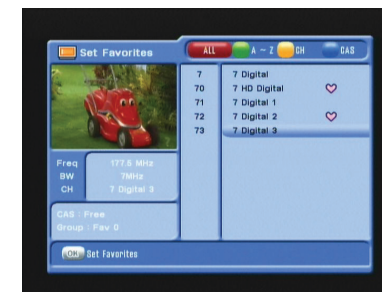 Set Favorites
ALL A ~ Z CH CAS
7 7 Digital
70 7 HD Digital
71 7 Digital 1
72 7 Digital 2
73 7 Digital 3
Freq 177.5 MHz
BW 7MHz
CH 7 Digital 3
CAS : Free
Group : Fav 0
OK Set Favorites